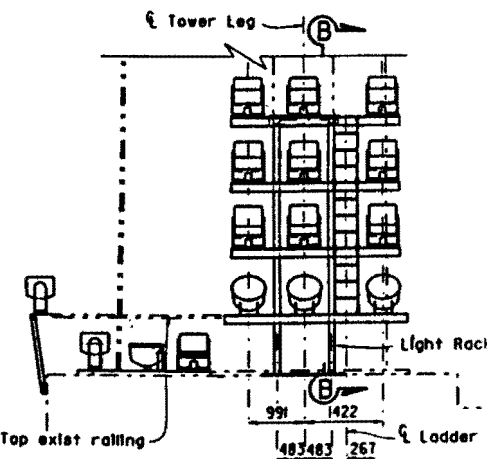 ℄ Tower Leg
B
Light Rack
B
991 1422
Top exist railing
℄ Ladder
483 483 267